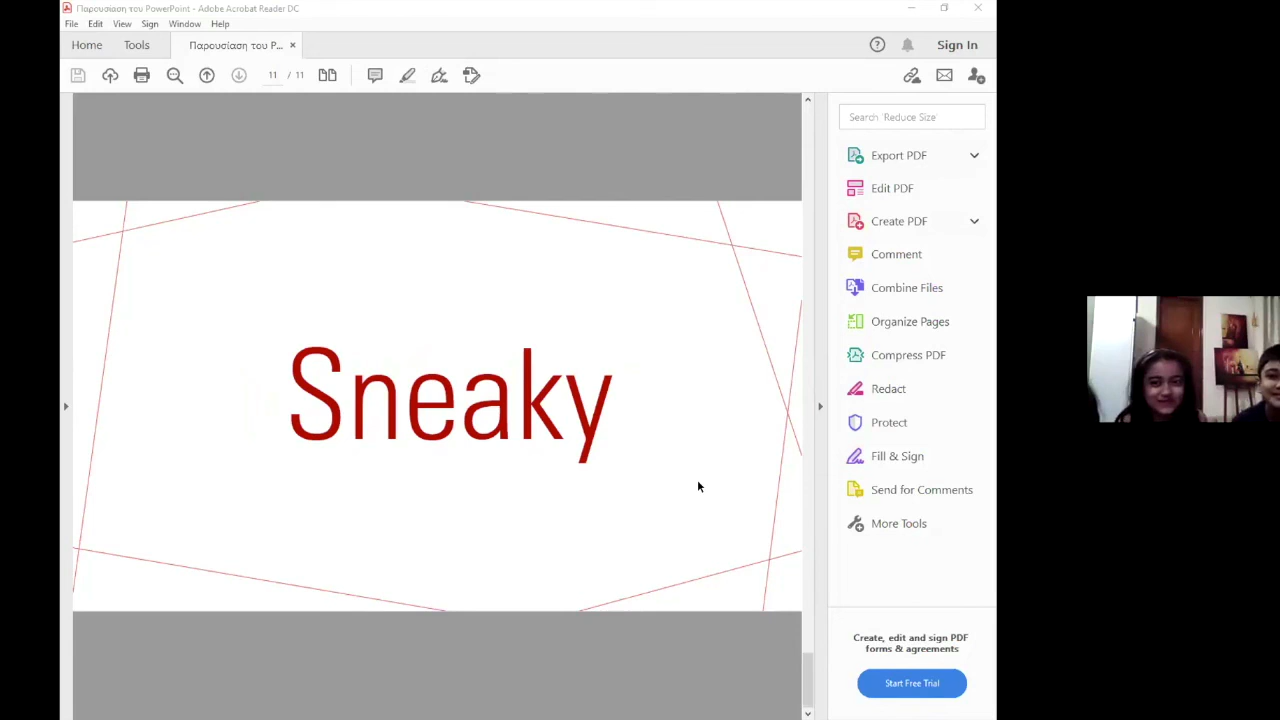 Παρουσίαση του PowerPoint - Adobe Acrobat Reader DC
File Edit View Sign Window Help
Home Tools Παρουσίαση του P... × Sign In
11 / 11
Search 'Reduce Size'
Export PDF
Edit PDF
Create PDF
Comment
Combine Files
Organize Pages
Compress PDF
Redact
Protect
Fill & Sign
Send for Comments
More Tools
Sneaky
Create, edit and sign PDF
forms & agreements
Start Free Trial